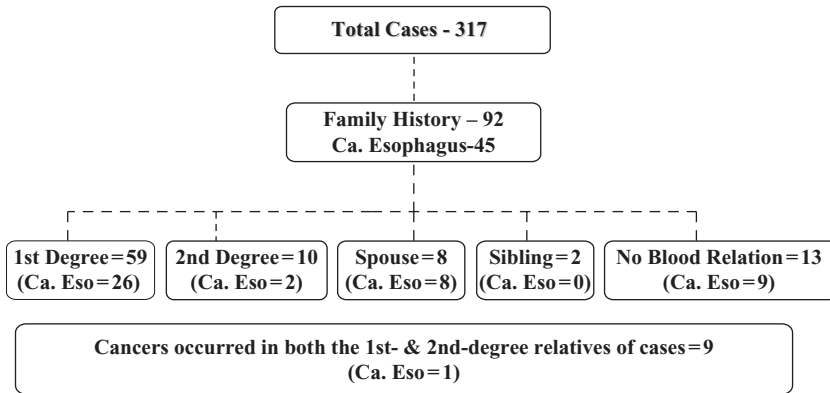 Total Cases - 317
Family History – 92
Ca. Esophagus-45
1st Degree=59
(Ca. Eso=26)
2nd Degree=10
(Ca. Eso=2)
Spouse=8
(Ca. Eso=8)
Sibling=2
(Ca. Eso=0)
No Blood Relation=13
(Ca. Eso=9)
Cancers occurred in both the 1st- & 2nd-degree relatives of cases=9
(Ca. Eso=1)